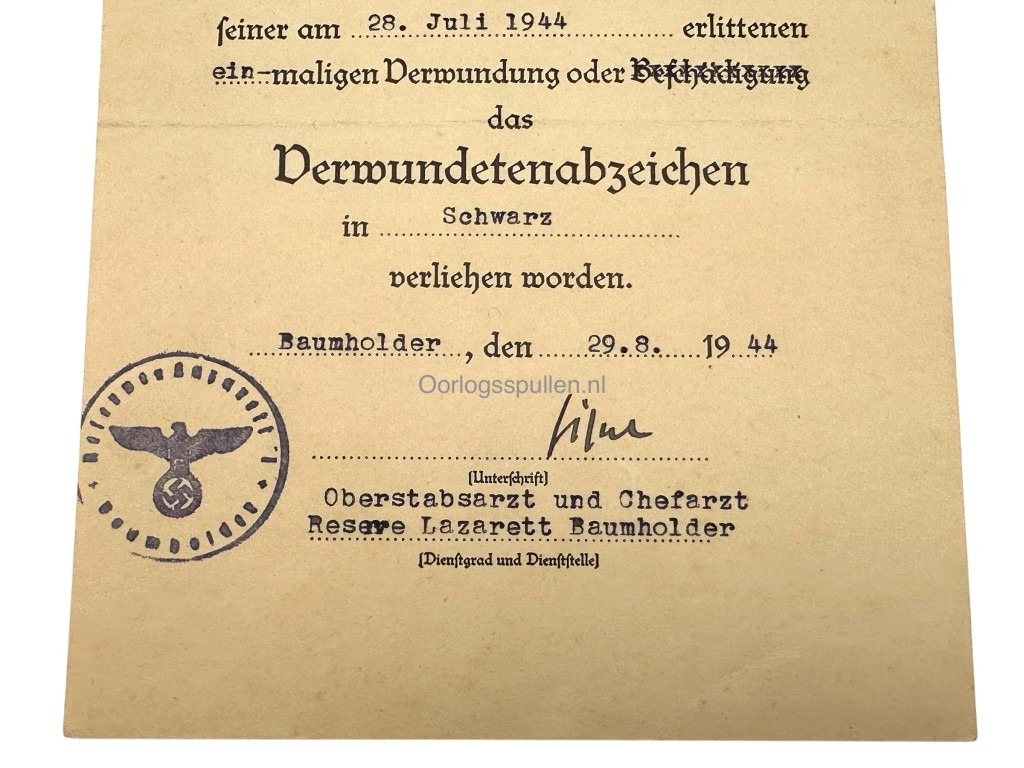 seiner am 28. Juli 1944 erlittenen
ein-maligen Verwundung oder Beschädigung
das
Verwundetenabzeichen
in Schwarz
verliehen worden.
Baumholder, den 29.8. 1944
Oorlogsspullen.nl
(Unterschrift)
Oberstabsarzt und Chefarzt
Reserve Lazarett Baumholder
(Dienstgrad und Dienststelle)